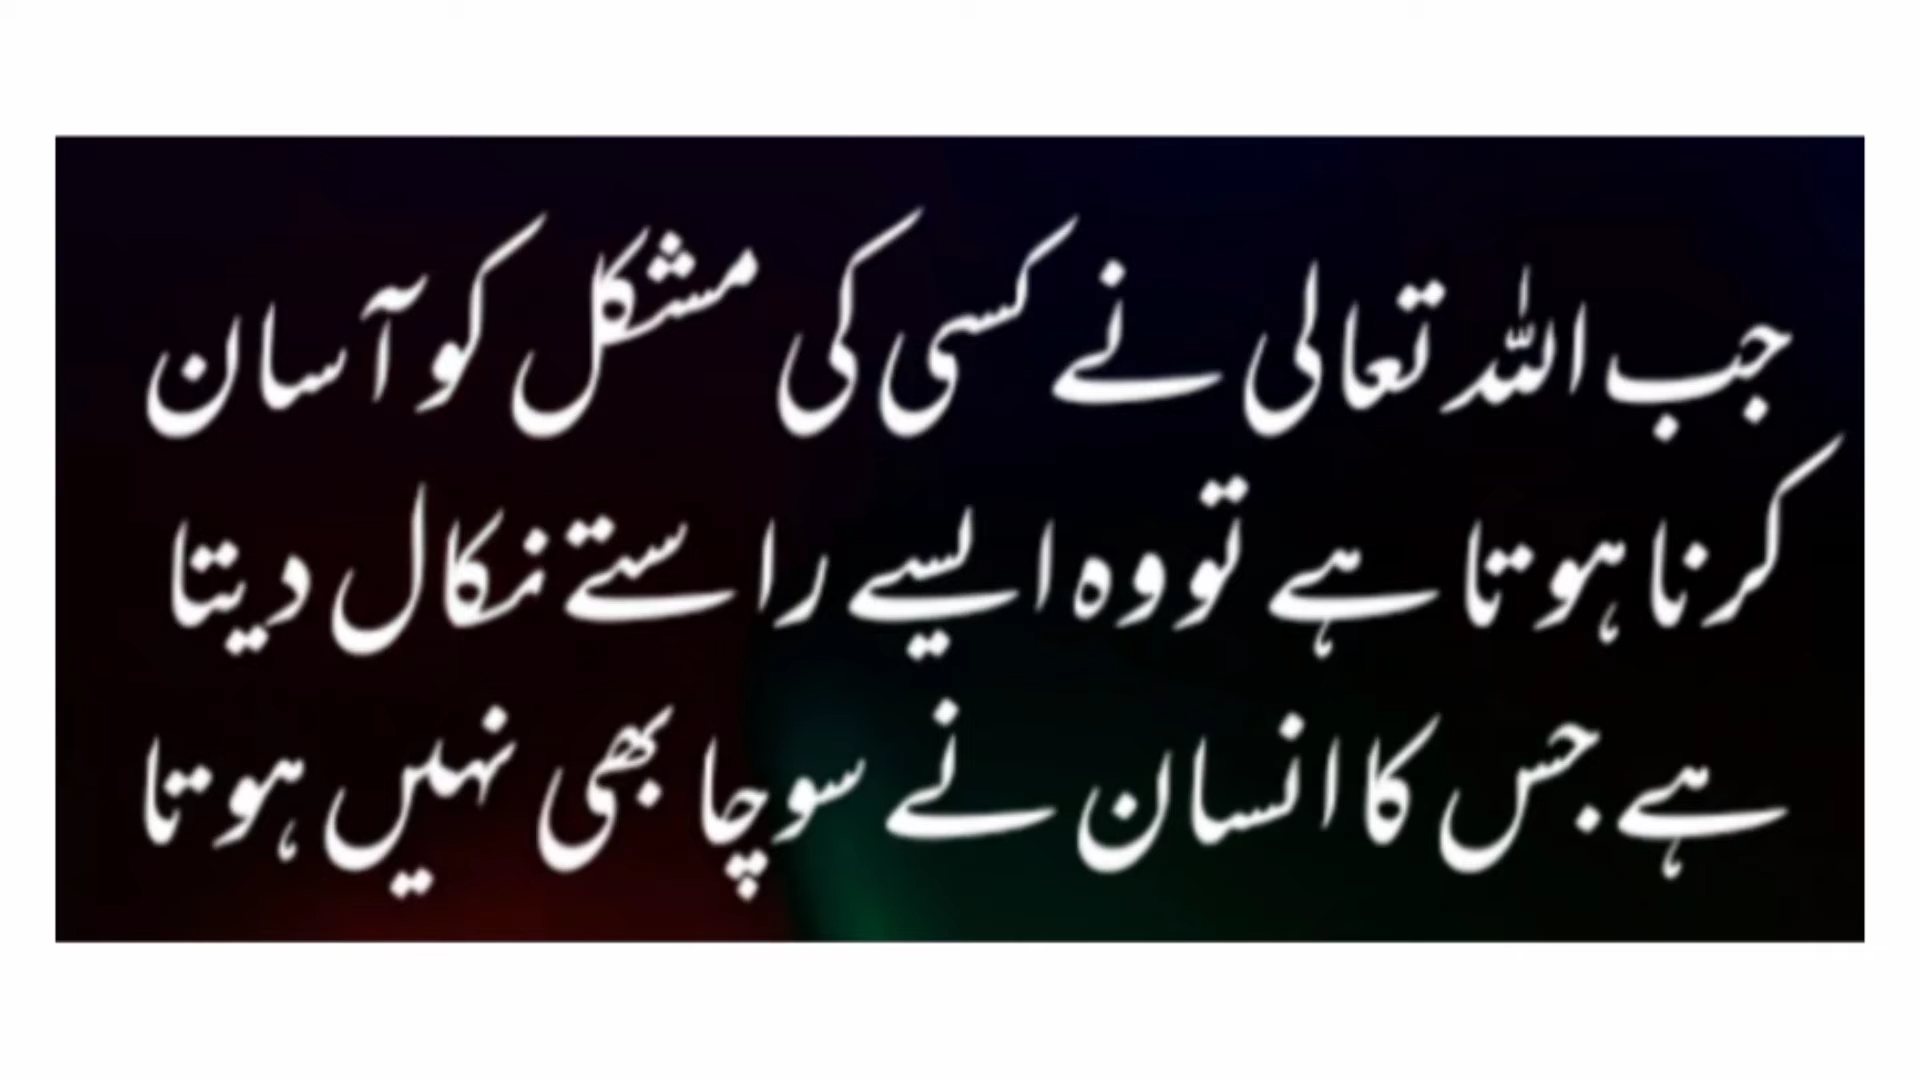 جب اللہ تعالی نے کسی کی مشکل کو آسان
کرنا ہوتا ہے تو وہ ایسے راستے نکال دیتا
ہے جس کا انسان نے سوچا بھی نہیں ہوتا